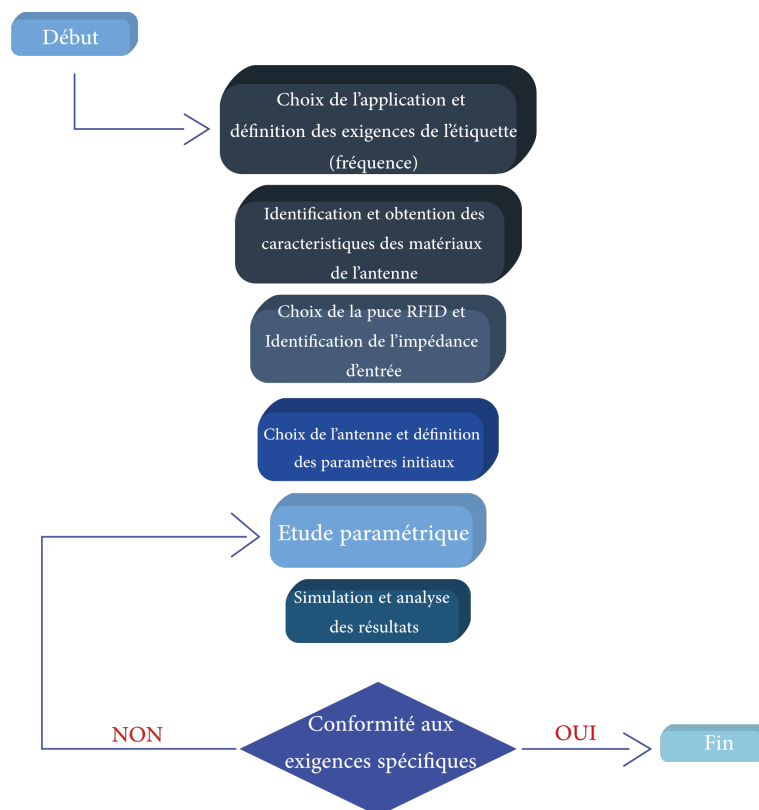 Début
Choix de l'application et
définition des exigences de l'étiquette
(fréquence)
Identification et obtention des
caracteristiques des matériaux
de l'antenne
Choix de la puce RFID et
Identification de l'impédance
d'entrée
Choix de l'antenne et définition
des paramètres initiaux
Etude paramétrique
Simulation et analyse
des résultats
Conformité aux
exigences spécifiques
NON
OUI
Fin